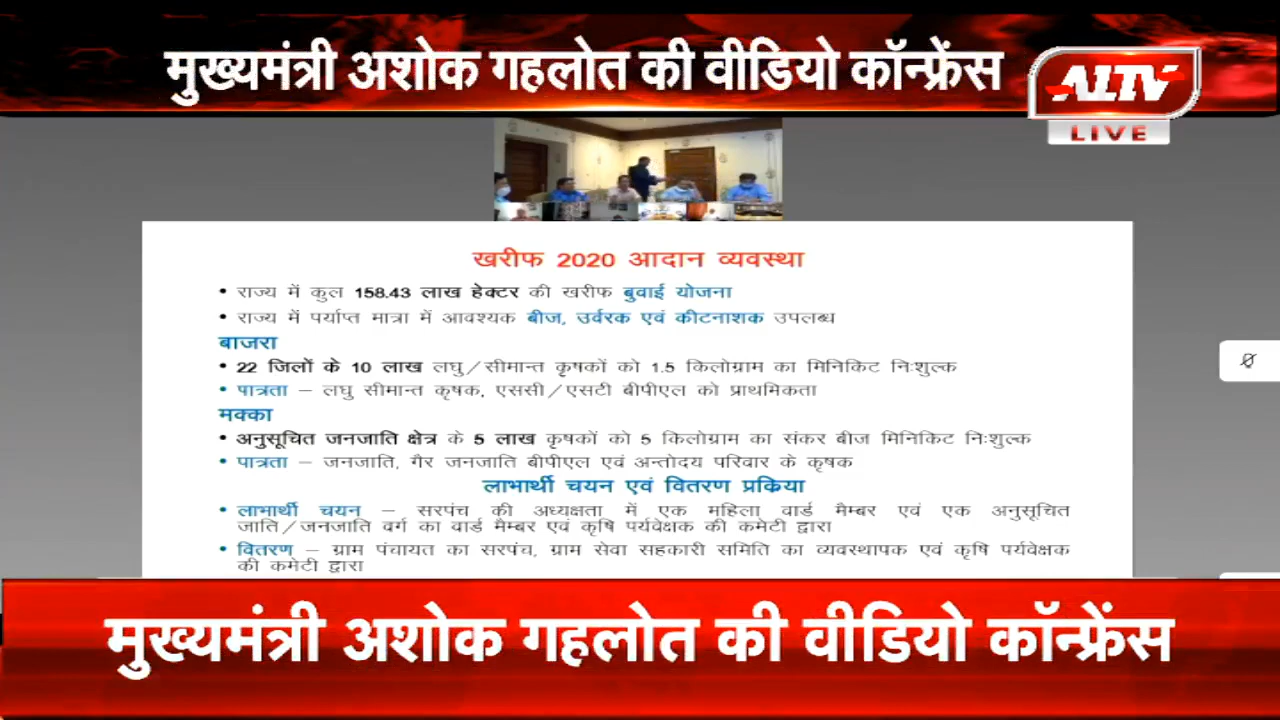 मुख्यमंत्री अशोक गहलोत की वीडियो कॉन्फ्रेंस
ALTV
LIVE
खरीफ 2020 आदान व्यवस्था
• राज्य में कुल 158.43 लाख हेक्टर की खरीफ बुवाई योजना
• राज्य में पर्याप्त मात्रा में आवश्यक बीज, उर्वरक एवं कीटनाशक उपलब्ध
बाजरा
• 22 जिलों के 10 लाख लघु/सीमान्त कृषकों को 1.5 किलोग्राम का मिनिकिट निःशुल्क
• पात्रता – लघु सीमान्त कृषक, एससी/एसटी बीपीएल को प्राथमिकता
मक्का
• अनुसूचित जनजाति क्षेत्र के 5 लाख कृषकों को 5 किलोग्राम का संकर बीज मिनिकिट निःशुल्क
• पात्रता – जनजाति, गैर जनजाति बीपीएल एवं अन्तोदय परिवार के कृषक
लाभार्थी चयन एवं वितरण प्रक्रिया
• लाभार्थी चयन – सरपंच की अध्यक्षता में एक महिला वार्ड मैम्बर एवं एक अनुसूचित
जाति/जनजाति वर्ग का वार्ड मैम्बर एवं कृषि पर्यवेक्षक की कमेटी द्वारा
• वितरण – ग्राम पंचायत का सरपंच, ग्राम सेवा सहकारी समिति का व्यवस्थापक एवं कृषि पर्यवेक्षक
की कमेटी द्वारा
मुख्यमंत्री अशोक गहलोत की वीडियो कॉन्फ्रेंस